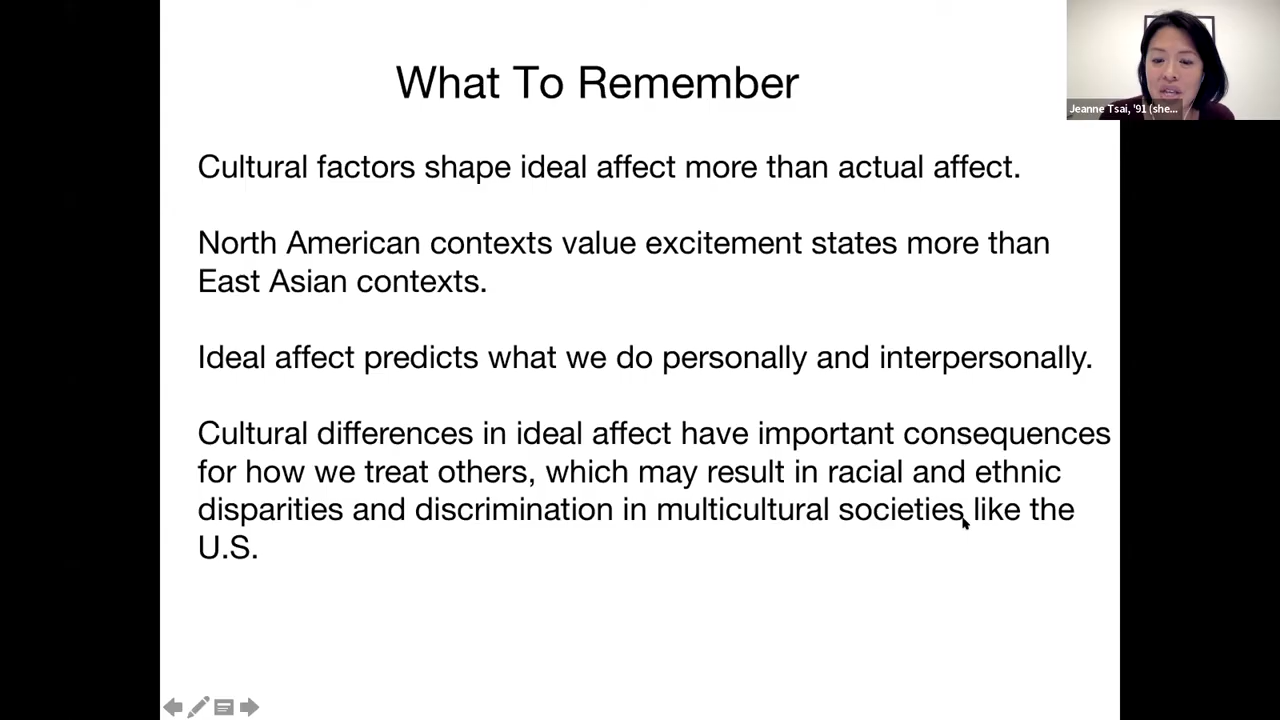 What To Remember
Jeanne Tsai, '91 (she...
Cultural factors shape ideal affect more than actual affect.
North American contexts value excitement states more than
East Asian contexts.
Ideal affect predicts what we do personally and interpersonally.
Cultural differences in ideal affect have important consequences
for how we treat others, which may result in racial and ethnic
disparities and discrimination in multicultural societies like the
U.S.